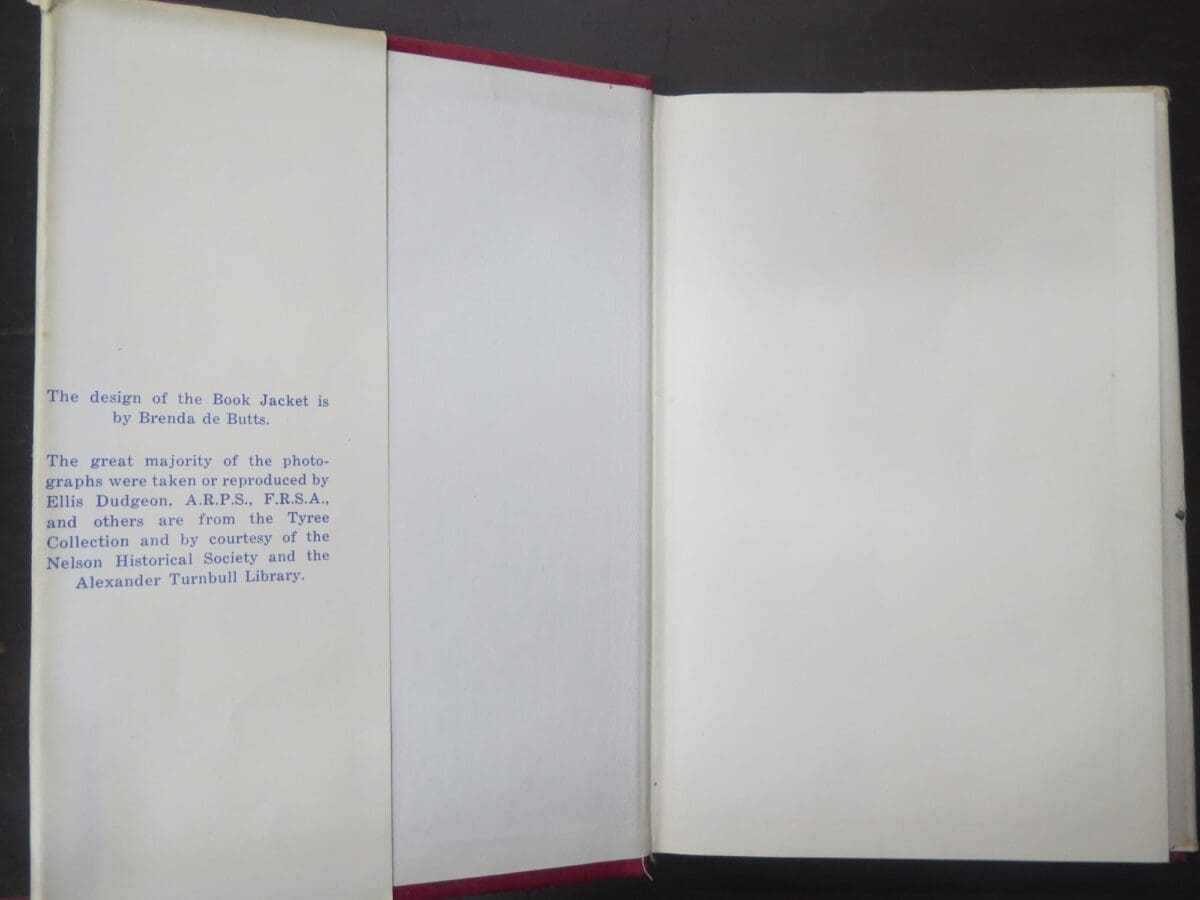 The design of the Book Jacket is
by Brenda de Butts.
The great majority of the photo-
graphs were taken or reproduced by
Ellis Dudgeon, A.R.P.S., F.R.S.A.,
and others are from the Tyree
Collection and by courtesy of the
Nelson Historical Society and the
Alexander Turnbull Library.